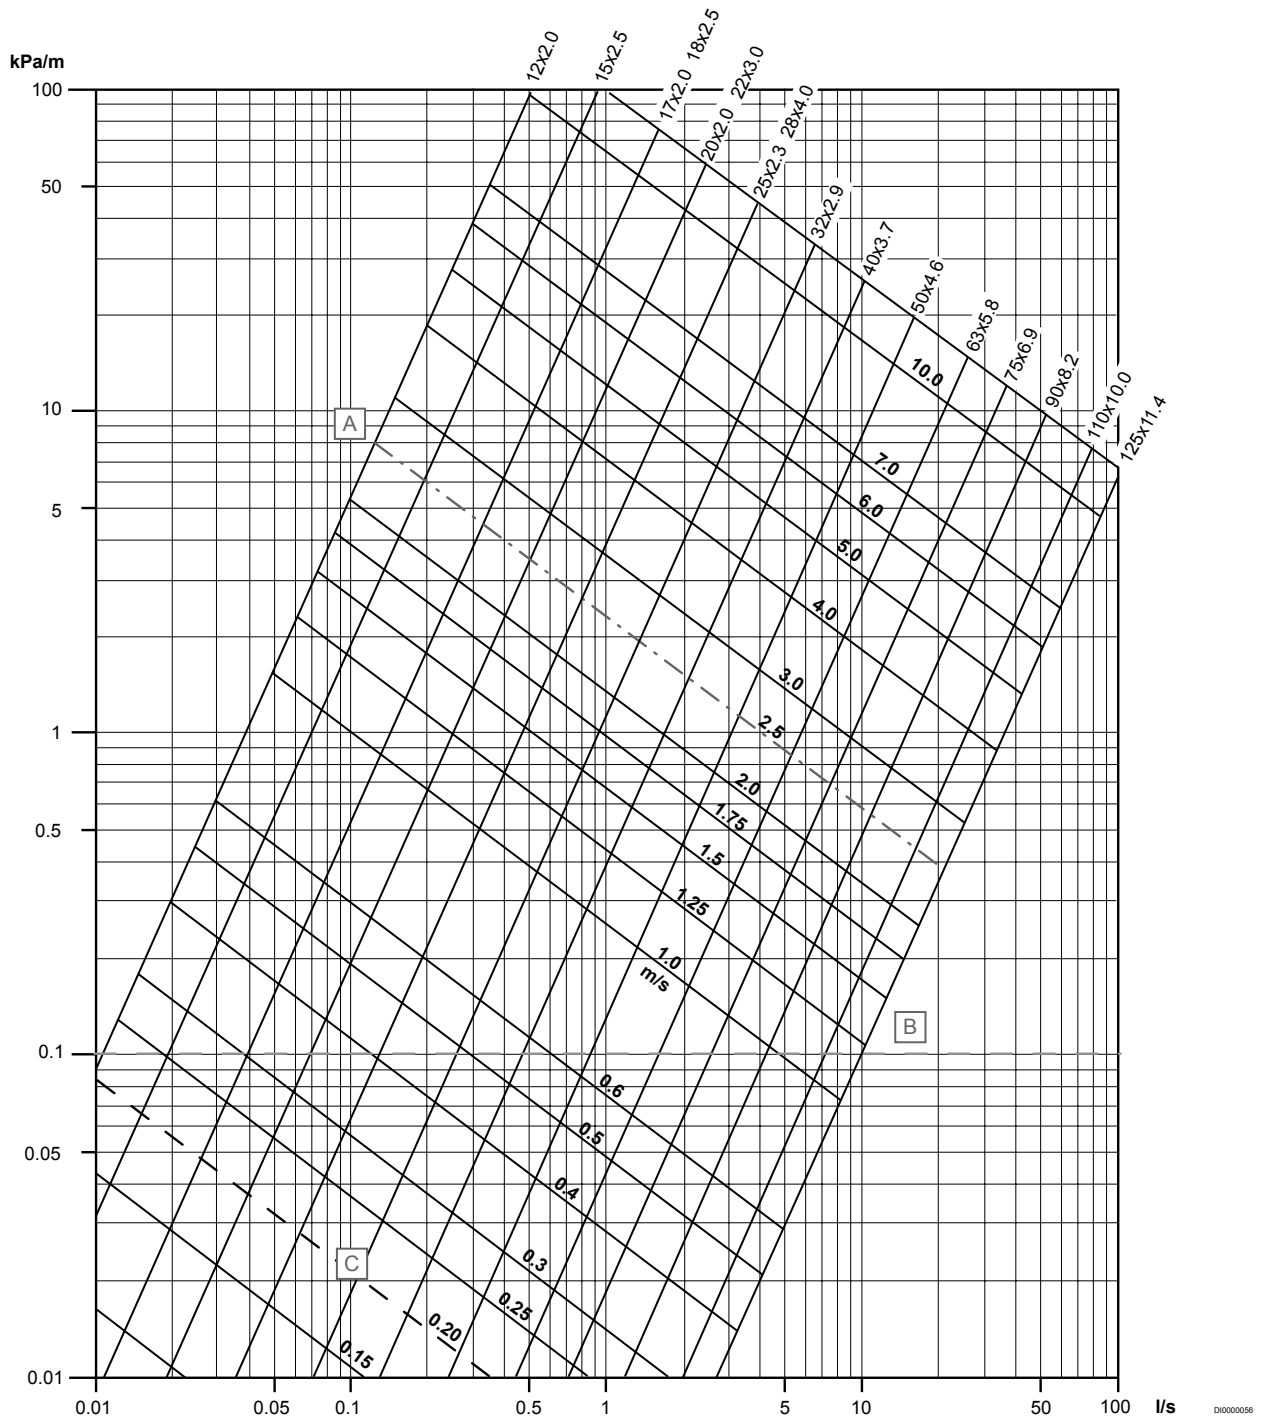 kPa/m
12x2.0
15x2.5
17x2.0 18x2.5
20x2.0 22x3.0
25x2.3 28x4.0
32x2.9
40x3.7
50x4.6
63x5.8
75x6.9
90x8.2
110x10.0
125x11.4
100
50
10
5
1
0.5
0.1
0.05
0.01
A
B
C
10.0
7.0
6.0
5.0
4.0
3.0
2.5
2.0
1.75
1.5
1.25
1.0
m/s
0.6
0.5
0.4
0.3
0.25
0.20
0.15
0.01 0.05 0.1 0.5 1 5 10 50 100 l/s
DI0000056